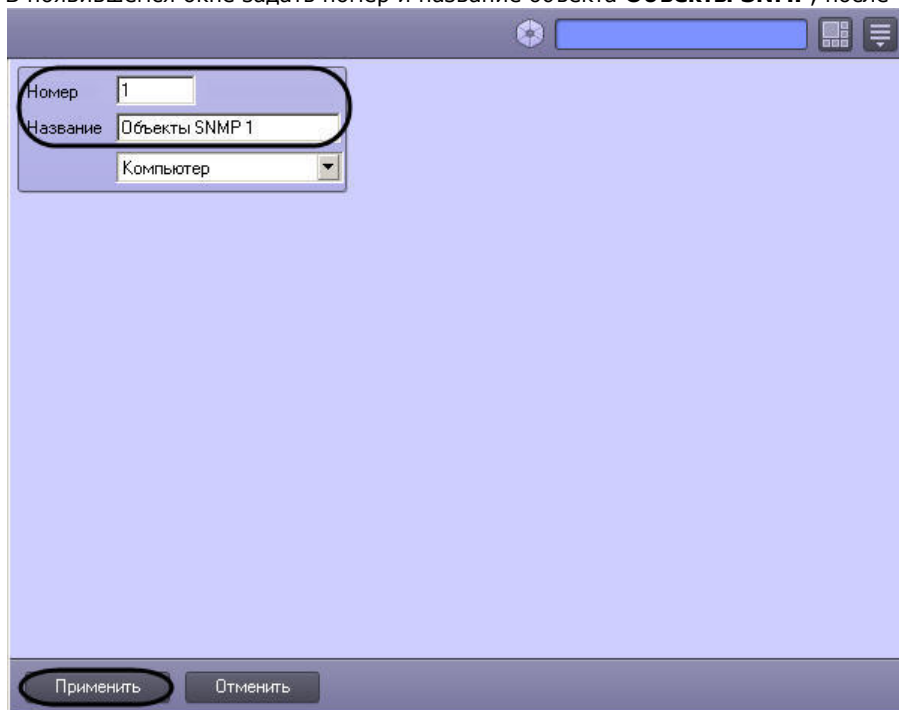 В появившемся окне задать номер и название объекта Объекты SNMP, после
Номер 1
Название Объекты SNMP 1
Компьютер
Применить Отменить